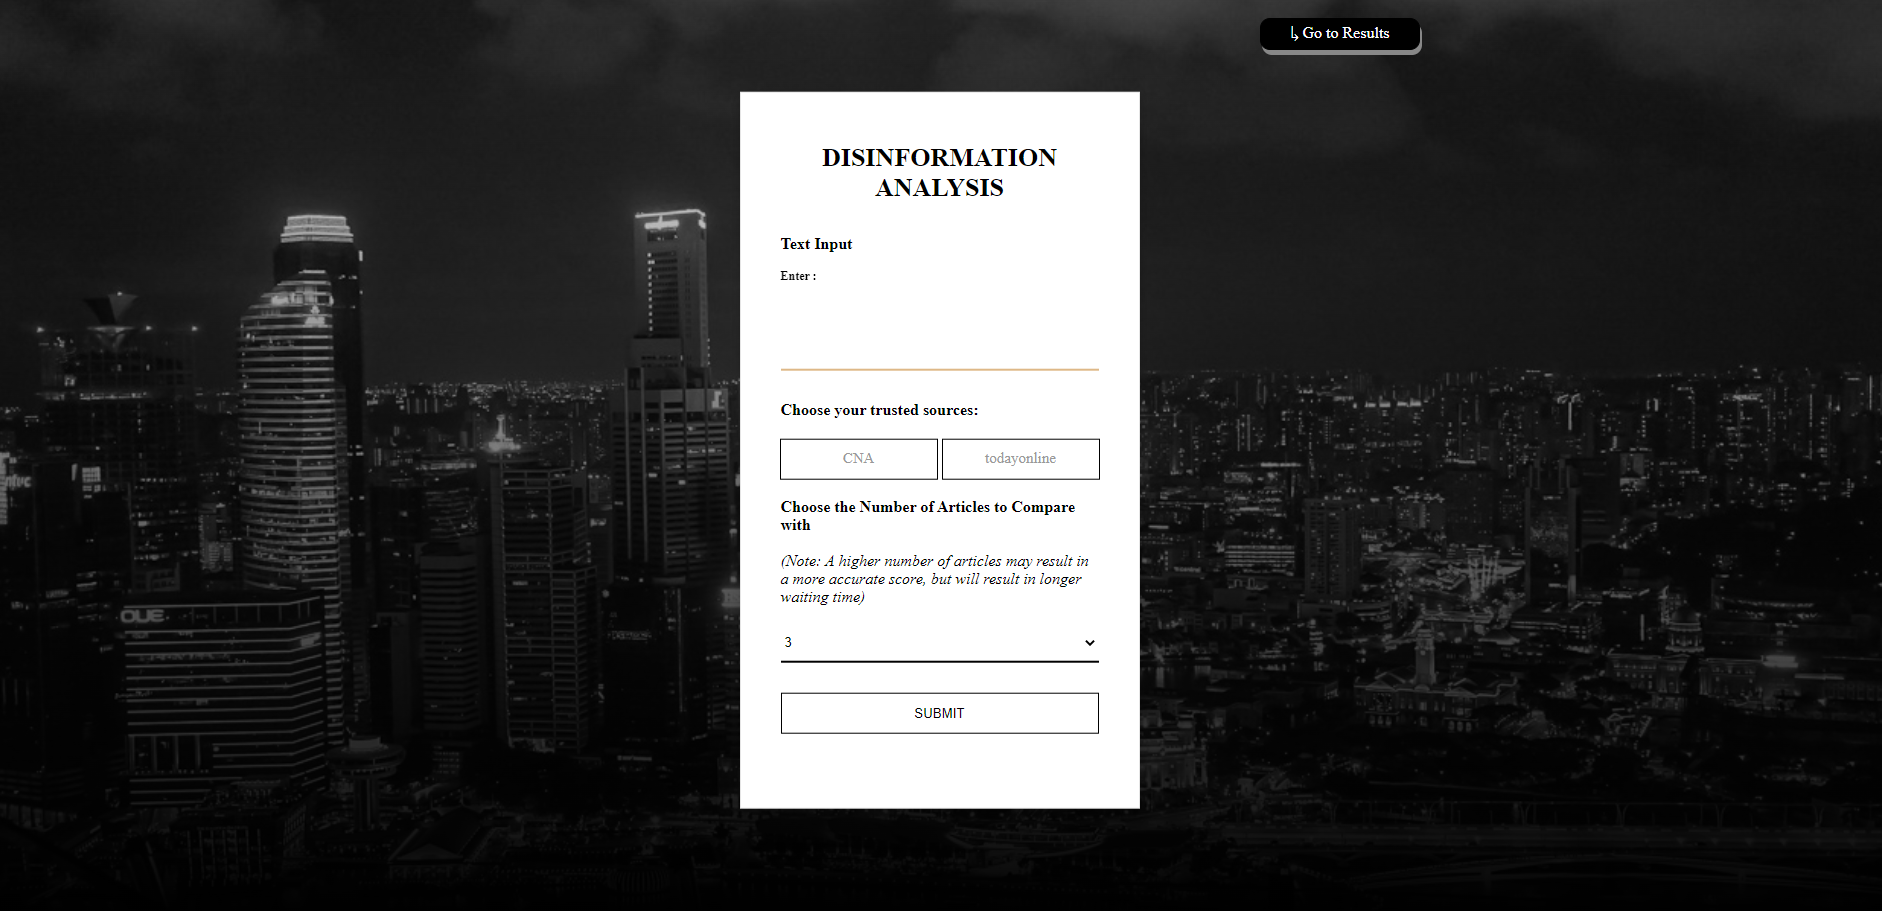 ↳ Go to Results
DISINFORMATION
ANALYSIS
Text Input
Enter :
Choose your trusted sources:
CNA
todayonline
Choose the Number of Articles to Compare
with
(Note: A higher number of articles may result in
a more accurate score, but will result in longer
waiting time)
3
SUBMIT
OUE